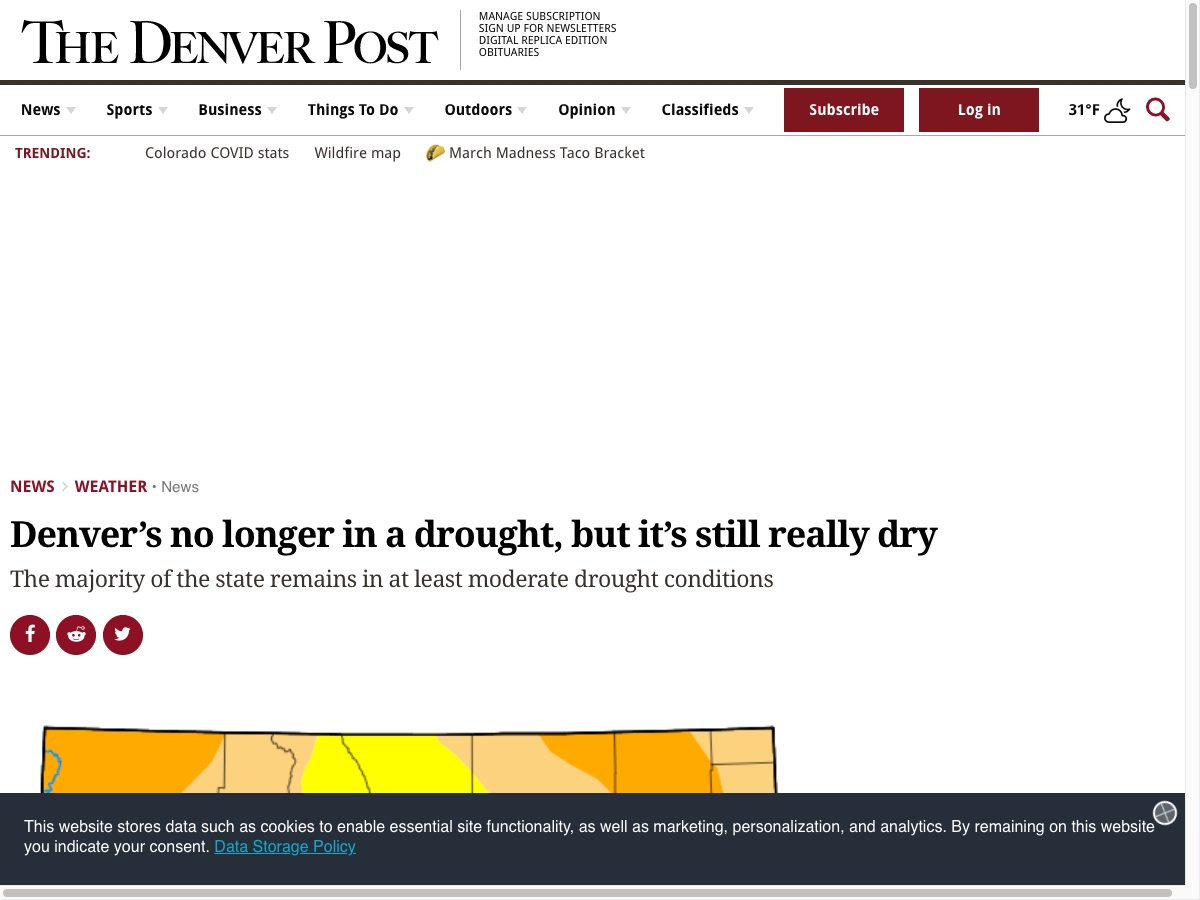 THE DENVER POST
MANAGE SUBSCRIPTION
SIGN UP FOR NEWSLETTERS
DIGITAL REPLICA EDITION
OBITUARIES
News Sports Business Things To Do Outdoors Opinion Classifieds Subscribe Log in 31°F
TRENDING: Colorado COVID stats Wildfire map 🌮 March Madness Taco Bracket
NEWS > WEATHER • News
Denver’s no longer in a drought, but it’s still really dry
The majority of the state remains in at least moderate drought conditions
This website stores data such as cookies to enable essential site functionality, as well as marketing, personalization, and analytics. By remaining on this website
you indicate your consent. Data Storage Policy